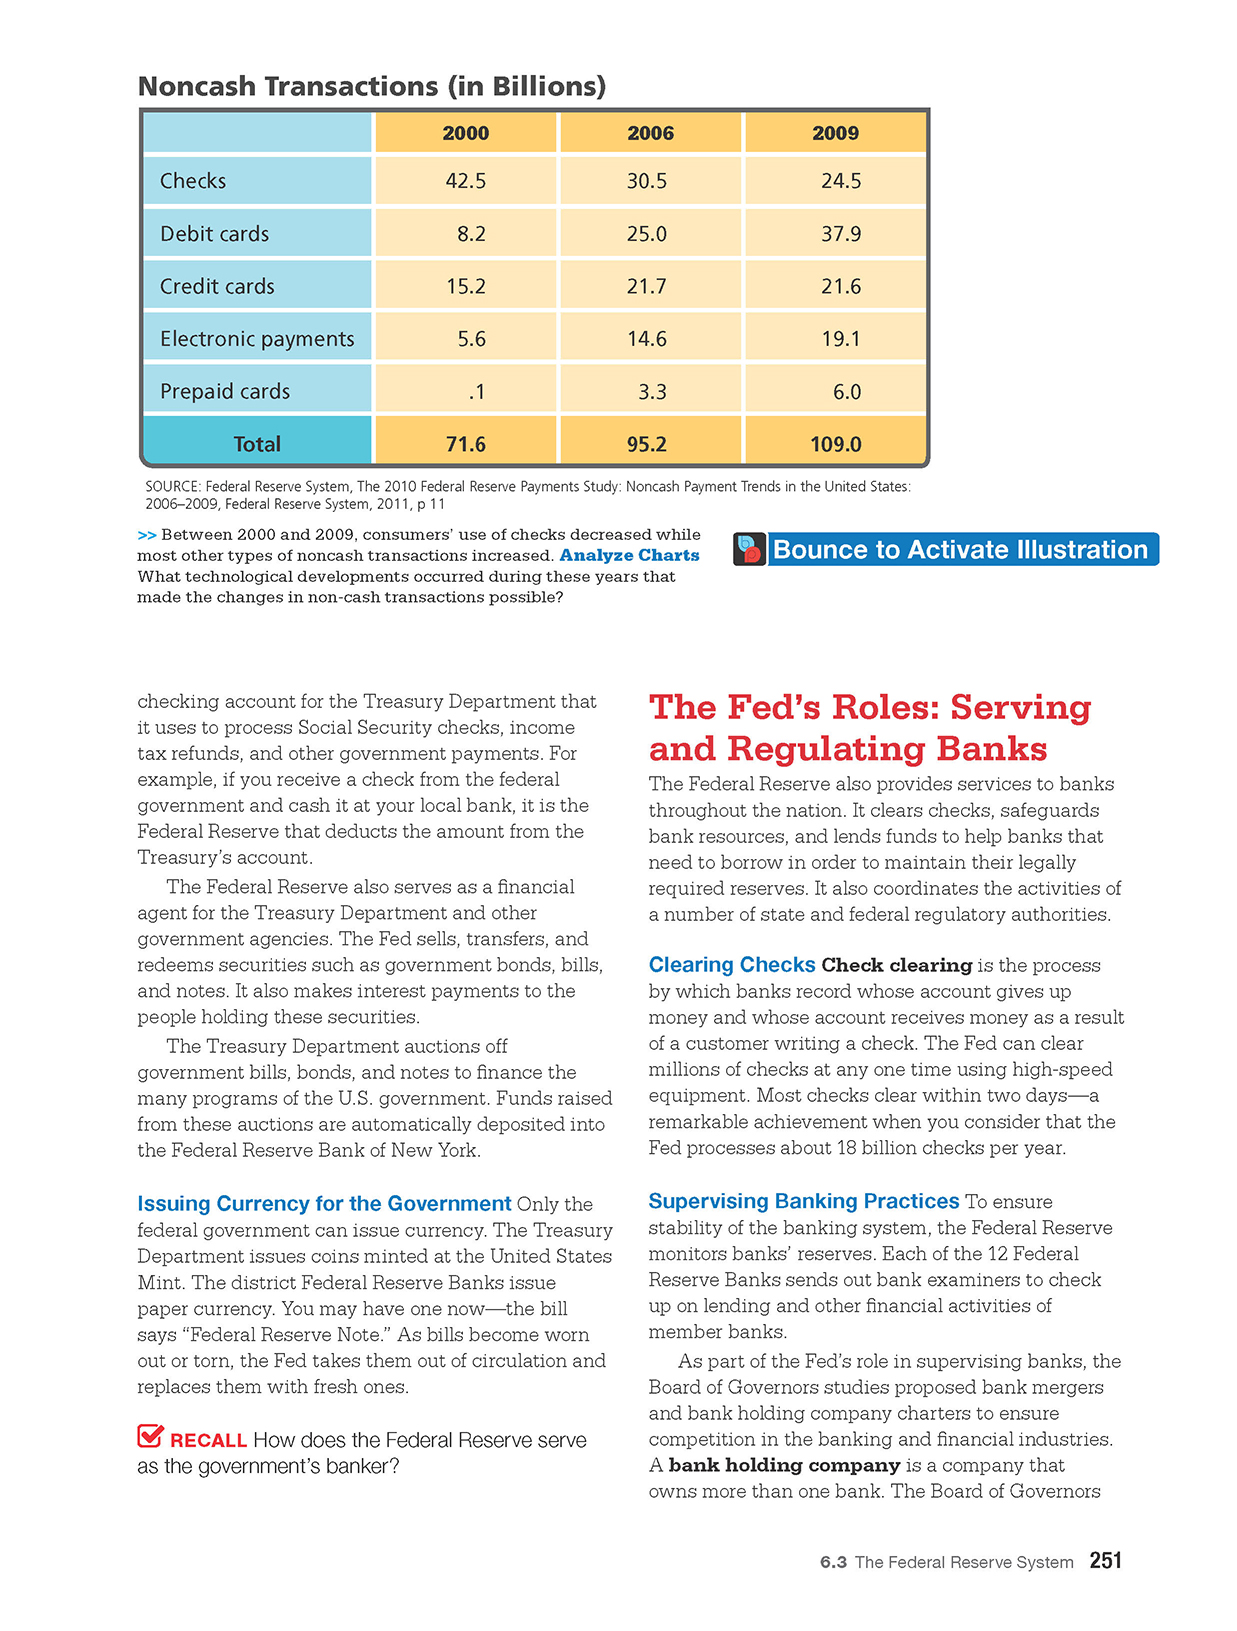 Noncash Transactions (in Billions)
2000 2006 2009
Checks 42.5 30.5 24.5
Debit cards 8.2 25.0 37.9
Credit cards 15.2 21.7 21.6
Electronic payments 5.6 14.6 19.1
Prepaid cards .1 3.3 6.0
Total 71.6 95.2 109.0
SOURCE: Federal Reserve System, The 2010 Federal Reserve Payments Study: Noncash Payment Trends in the United States:
2006–2009, Federal Reserve System, 2011, p 11
>> Between 2000 and 2009, consumers’ use of checks decreased while
most other types of noncash transactions increased. Analyze Charts
What technological developments occurred during these years that
made the changes in non-cash transactions possible?
Bounce to Activate Illustration
checking account for the Treasury Department that
it uses to process Social Security checks, income
tax refunds, and other government payments. For
example, if you receive a check from the federal
government and cash it at your local bank, it is the
Federal Reserve that deducts the amount from the
Treasury’s account.
The Federal Reserve also serves as a financial
agent for the Treasury Department and other
government agencies. The Fed sells, transfers, and
redeems securities such as government bonds, bills,
and notes. It also makes interest payments to the
people holding these securities.
The Treasury Department auctions off
government bills, bonds, and notes to finance the
many programs of the U.S. government. Funds raised
from these auctions are automatically deposited into
the Federal Reserve Bank of New York.
Issuing Currency for the Government Only the
federal government can issue currency. The Treasury
Department issues coins minted at the United States
Mint. The district Federal Reserve Banks issue
paper currency. You may have one now—the bill
says “Federal Reserve Note.” As bills become worn
out or torn, the Fed takes them out of circulation and
replaces them with fresh ones.
RECALL How does the Federal Reserve serve
as the government’s banker?
The Fed’s Roles: Serving
and Regulating Banks
The Federal Reserve also provides services to banks
throughout the nation. It clears checks, safeguards
bank resources, and lends funds to help banks that
need to borrow in order to maintain their legally
required reserves. It also coordinates the activities of
a number of state and federal regulatory authorities.
Clearing Checks Check clearing is the process
by which banks record whose account gives up
money and whose account receives money as a result
of a customer writing a check. The Fed can clear
millions of checks at any one time using high-speed
equipment. Most checks clear within two days—a
remarkable achievement when you consider that the
Fed processes about 18 billion checks per year.
Supervising Banking Practices To ensure
stability of the banking system, the Federal Reserve
monitors banks’ reserves. Each of the 12 Federal
Reserve Banks sends out bank examiners to check
up on lending and other financial activities of
member banks.
As part of the Fed’s role in supervising banks, the
Board of Governors studies proposed bank mergers
and bank holding company charters to ensure
competition in the banking and financial industries.
A bank holding company is a company that
owns more than one bank. The Board of Governors
6.3 The Federal Reserve System 251